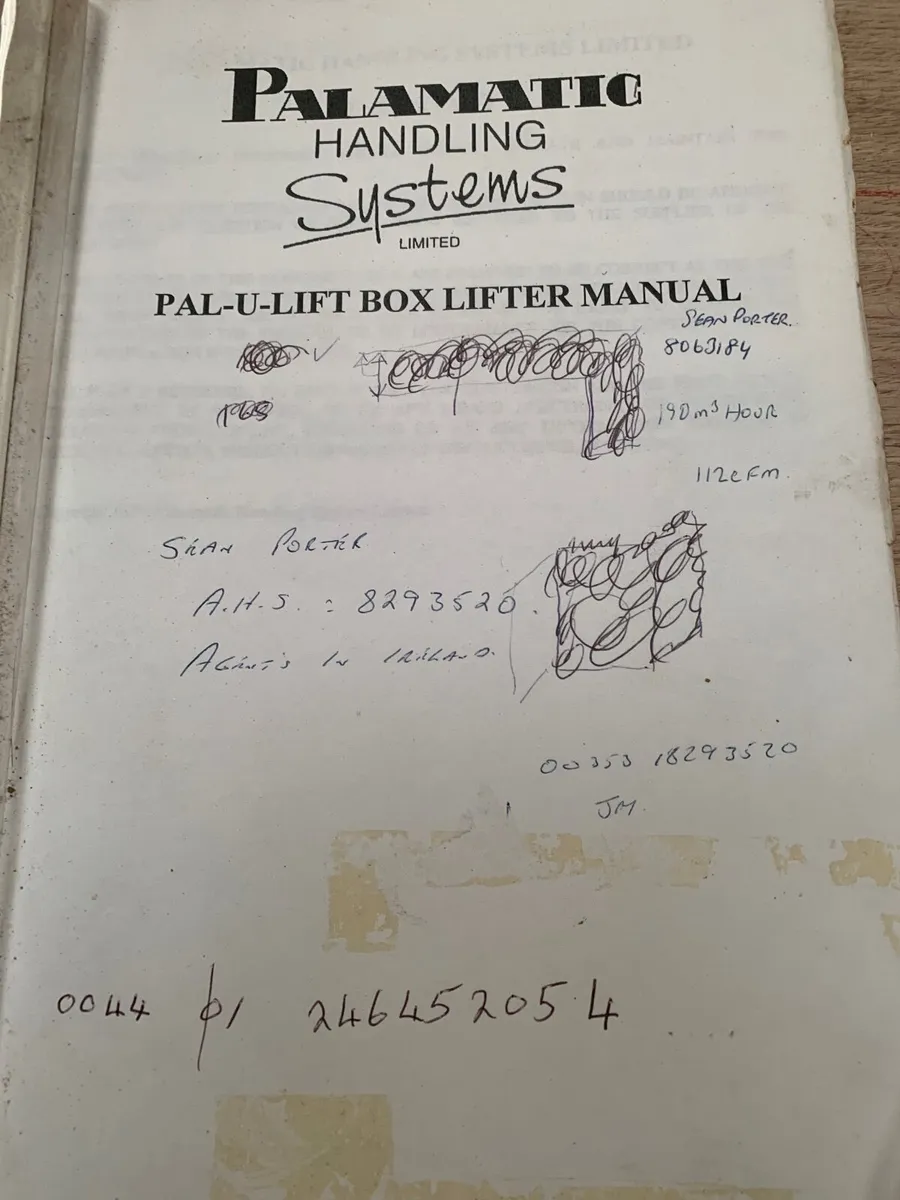 PALAMATIC
HANDLING
Systems
LIMITED
PAL-U-LIFT BOX LIFTER MANUAL
SEAN PORTER.
8063184
190m³ HOUR
112cFm.
SEAN PORTER
A.H.S. : 8293520.
AGENTS IN IRELAND.
00353 18293520
JM.
0044 01 246452054